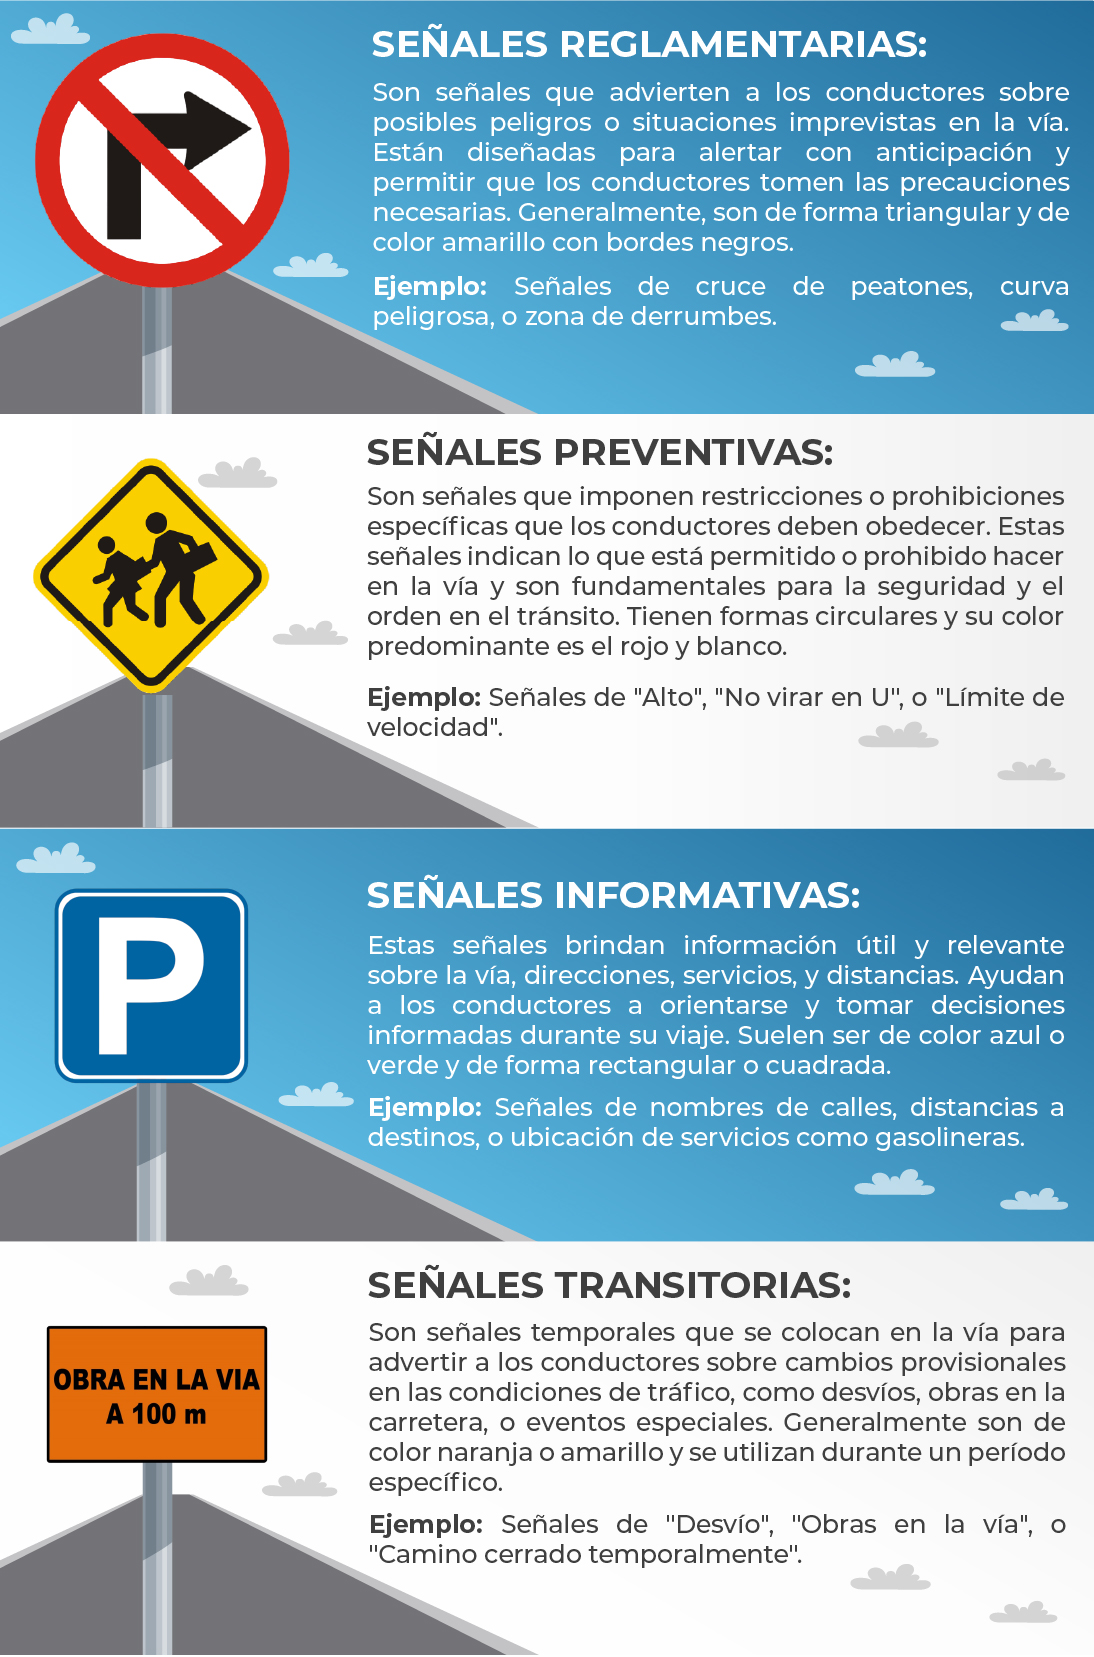 SEÑALES REGLAMENTARIAS:
Son señales que advierten a los conductores sobre
posibles peligros o situaciones imprevistas en la vía.
Están diseñadas para alertar con anticipación y
permitir que los conductores tomen las precauciones
necesarias. Generalmente, son de forma triangular y de
color amarillo con bordes negros.
Ejemplo: Señales de cruce de peatones, curva
peligrosa, o zona de derrumbes.
SEÑALES PREVENTIVAS:
Son señales que imponen restricciones o prohibiciones
específicas que los conductores deben obedecer. Estas
señales indican lo que está permitido o prohibido hacer
en la vía y son fundamentales para la seguridad y el
orden en el tránsito. Tienen formas circulares y su color
predominante es el rojo y blanco.
Ejemplo: Señales de "Alto", "No virar en U", o "Límite de
velocidad".
P
SEÑALES INFORMATIVAS:
Estas señales brindan información útil y relevante
sobre la vía, direcciones, servicios, y distancias. Ayudan
a los conductores a orientarse y tomar decisiones
informadas durante su viaje. Suelen ser de color azul o
verde y de forma rectangular o cuadrada.
Ejemplo: Señales de nombres de calles, distancias a
destinos, o ubicación de servicios como gasolineras.
OBRA EN LA VIA
A 100 m
SEÑALES TRANSITORIAS:
Son señales temporales que se colocan en la vía para
advertir a los conductores sobre cambios provisionales
en las condiciones de tráfico, como desvíos, obras en la
carretera, o eventos especiales. Generalmente son de
color naranja o amarillo y se utilizan durante un período
específico.
Ejemplo: Señales de "Desvío", "Obras en la vía", o
"Camino cerrado temporalmente".